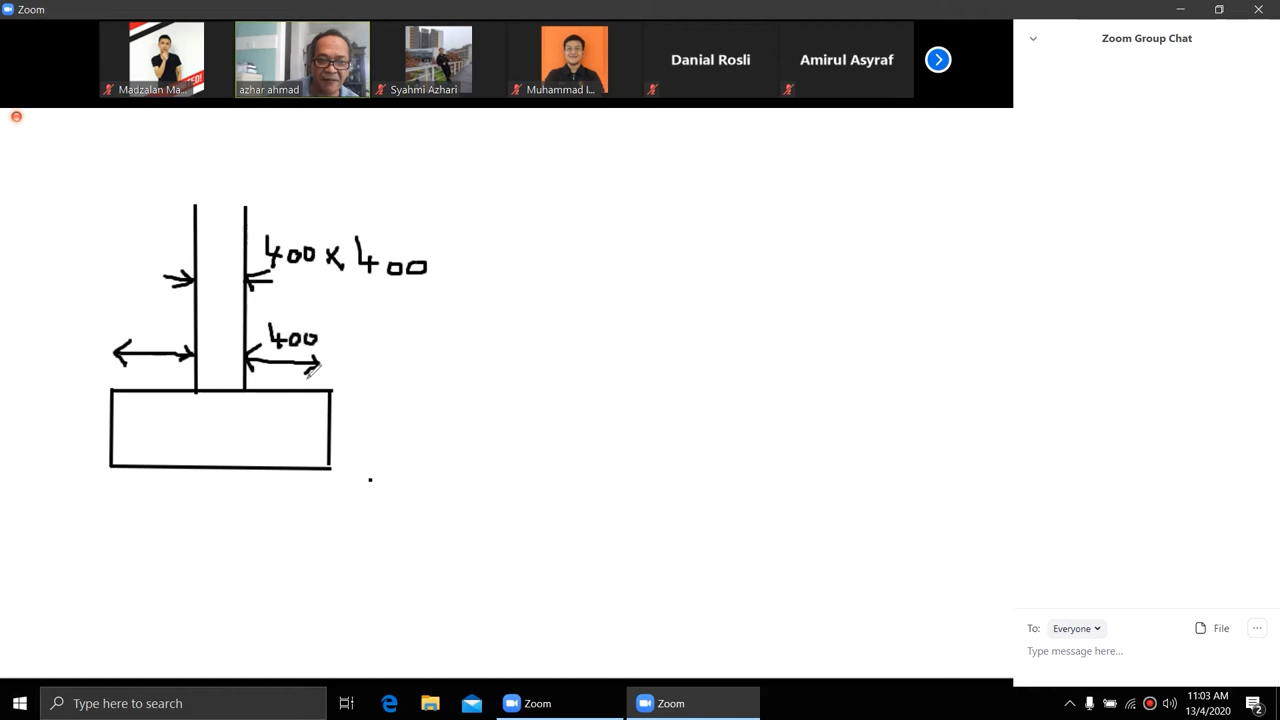 Zoom
Zoom Group Chat
Madzalan Ma...
azhar ahmad
Syahmi Azhari
Muhammad I...
Danial Rosli
Amirul Asyraf
400 x 400
400
To: Everyone
File
Type message here...
Type here to search
Zoom
Zoom
11:03 AM
13/4/2020
2